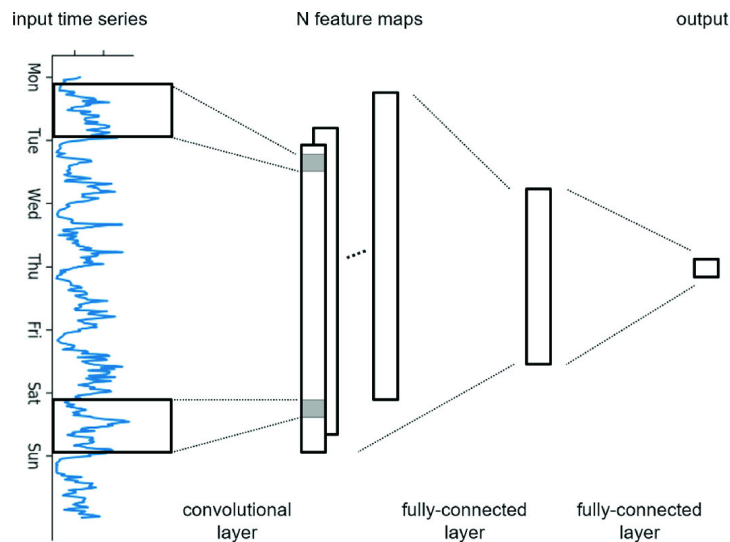 input time series
N feature maps
output
Mon
Tue
Wed
Thu
Fri
Sat
Sun
convolutional
layer
fully-connected
layer
fully-connected
layer